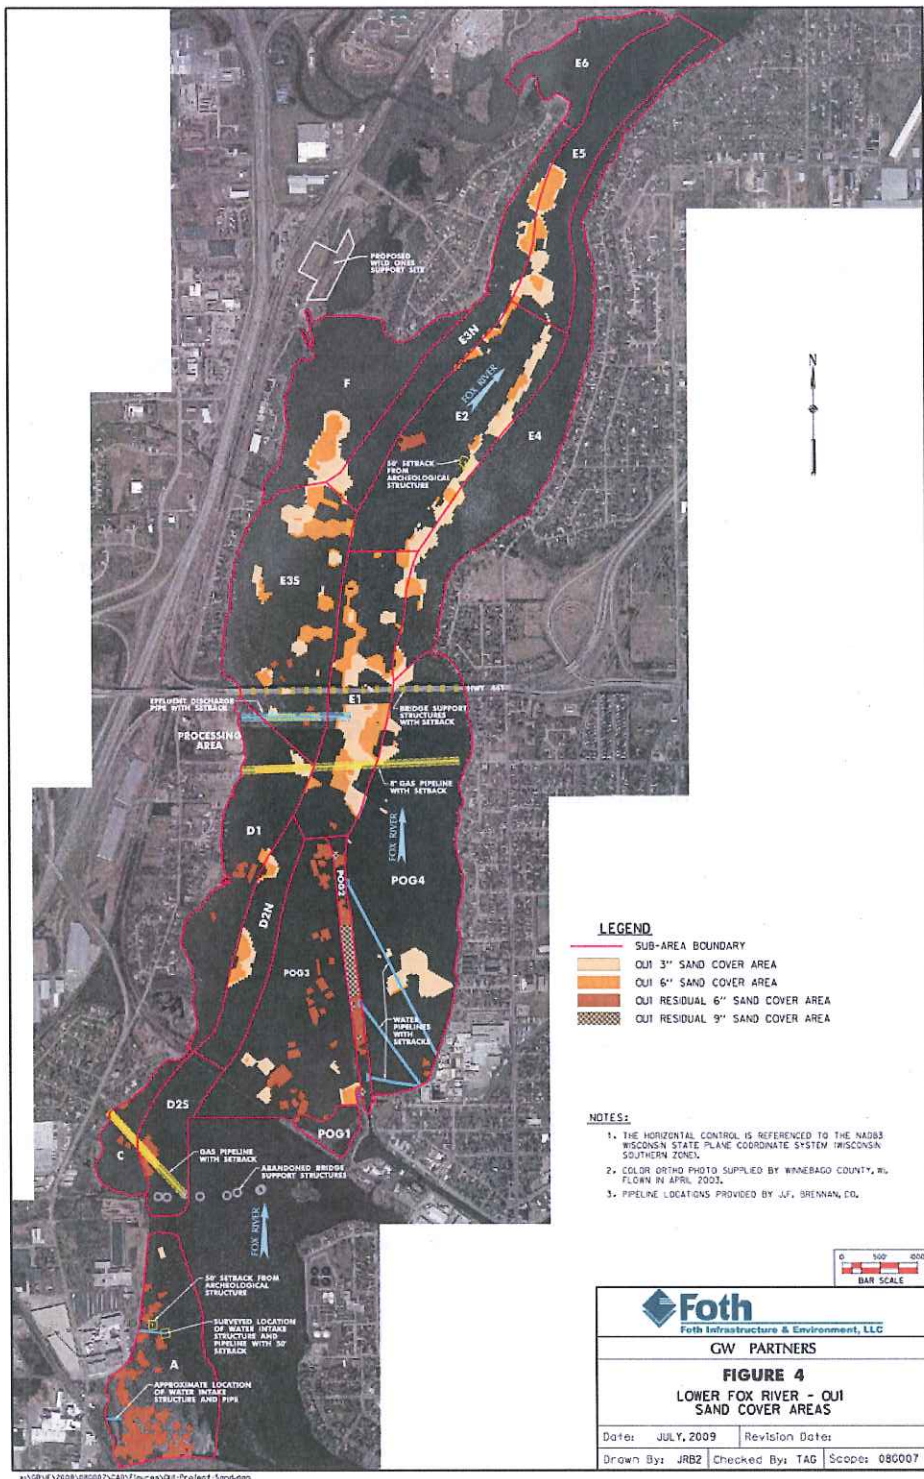 E6
E5
PROPOSED
WILD ONES
SUPPORT SITE
E3N
F
FOX RIVER
E2
E4
50' SETBACK
FROM
ARCHEOLOGICAL
STRUCTURE
N
E3S
HWY 441
EFFLUENT DISCHARGE
PIPE WITH SETBACK
E1
BRIDGE SUPPORT
STRUCTURES
WITH SETBACK
PROCESSING
AREA
8" GAS PIPELINE
WITH SETBACK
D1
FOX RIVER
POG2
POG4
D2N
POG3
WATER
PIPELINES
WITH
SETBACKS
LEGEND
SUB-AREA BOUNDARY
OU1 3" SAND COVER AREA
OU1 6" SAND COVER AREA
OU1 RESIDUAL 6" SAND COVER AREA
OU1 RESIDUAL 9" SAND COVER AREA
D2S
POG1
C
GAS PIPELINE
WITH SETBACK
ABANDONED BRIDGE
SUPPORT STRUCTURES
FOX RIVER
NOTES:
1. THE HORIZONTAL CONTROL IS REFERENCED TO THE NAD83
WISCONSIN STATE PLANE COORDINATE SYSTEM (WISCONSIN
SOUTHERN ZONE).
2. COLOR ORTHO PHOTO SUPPLIED BY WINNEBAGO COUNTY, WI,
FLOWN IN APRIL 2003.
3. PIPELINE LOCATIONS PROVIDED BY J.F. BRENNAN, CO.
50' SETBACK FROM
ARCHEOLOGICAL
STRUCTURE
SURVEYED LOCATION
OF WATER INTAKE
STRUCTURE AND
PIPELINE WITH 50'
SETBACK
A
APPROXIMATE LOCATION
OF WATER INTAKE
STRUCTURE AND PIPE
0 500' 1000
BAR SCALE
Foth
Foth Infrastructure & Environment, LLC
GW PARTNERS
FIGURE 4
LOWER FOX RIVER - OU1
SAND COVER AREAS
Date: JULY, 2009 Revision Date:
Drawn By: JRB2 Checked By: TAG Scope: 08G007